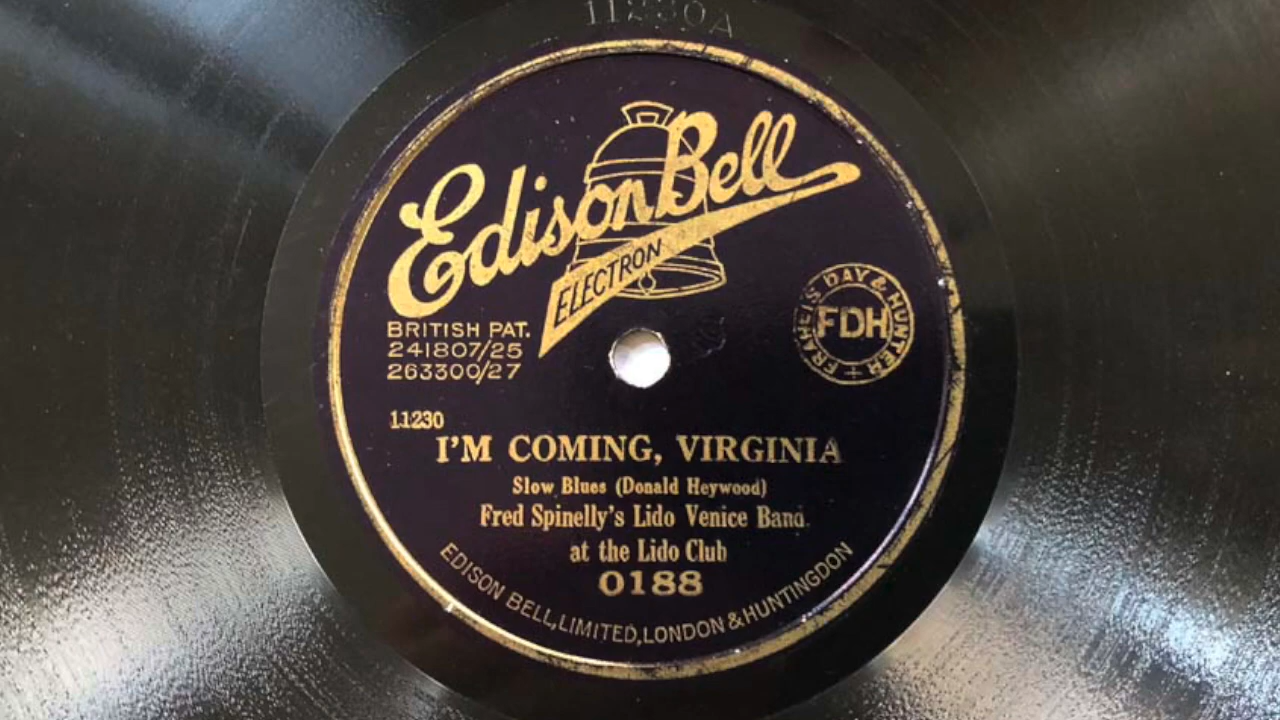 11230A
Edison Bell
ELECTRON
BRITISH PAT.
241807/25
263300/27
FRANCIS DAY & HUNTER
FDH
11230
I'M COMING, VIRGINIA
Slow Blues (Donald Heywood)
Fred Spinelly's Lido Venice Band.
at the Lido Club
0188
EDISON BELL, LIMITED, LONDON & HUNTINGDON